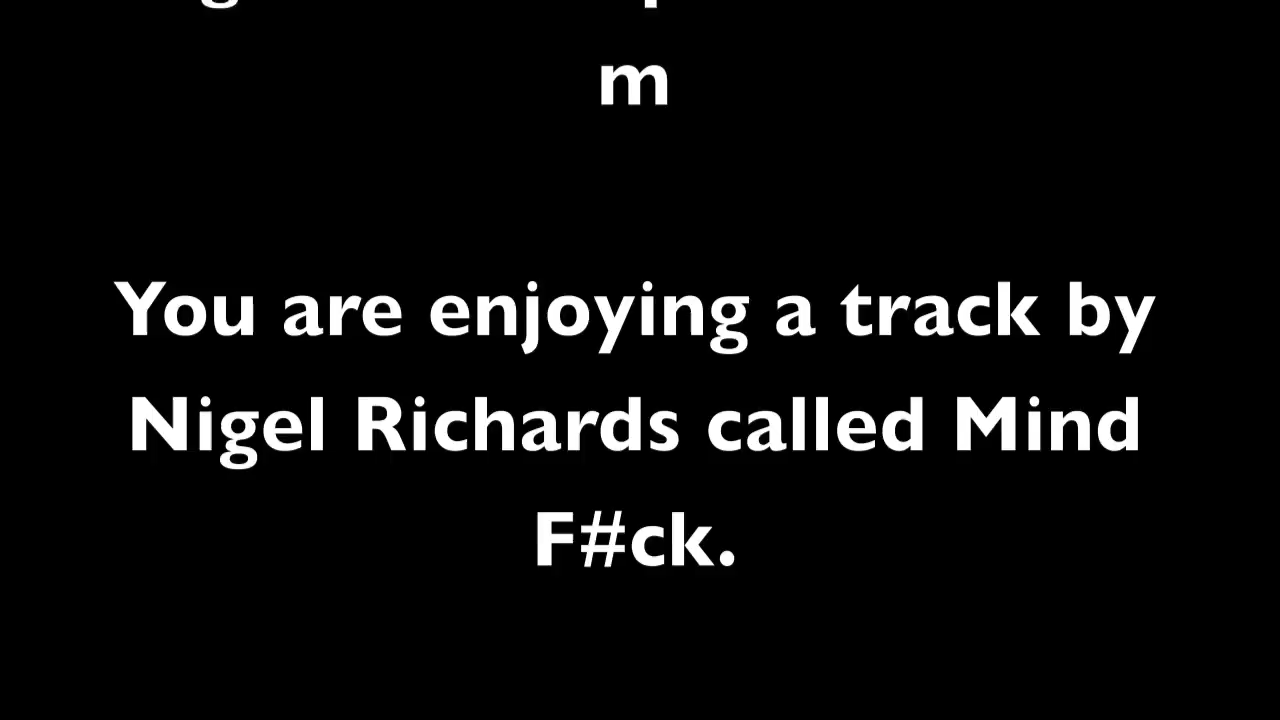 m
You are enjoying a track by
Nigel Richards called Mind
F#ck.